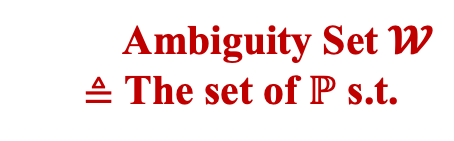 Ambiguity Set 𝓦
≜ The set of ℙ s.t.